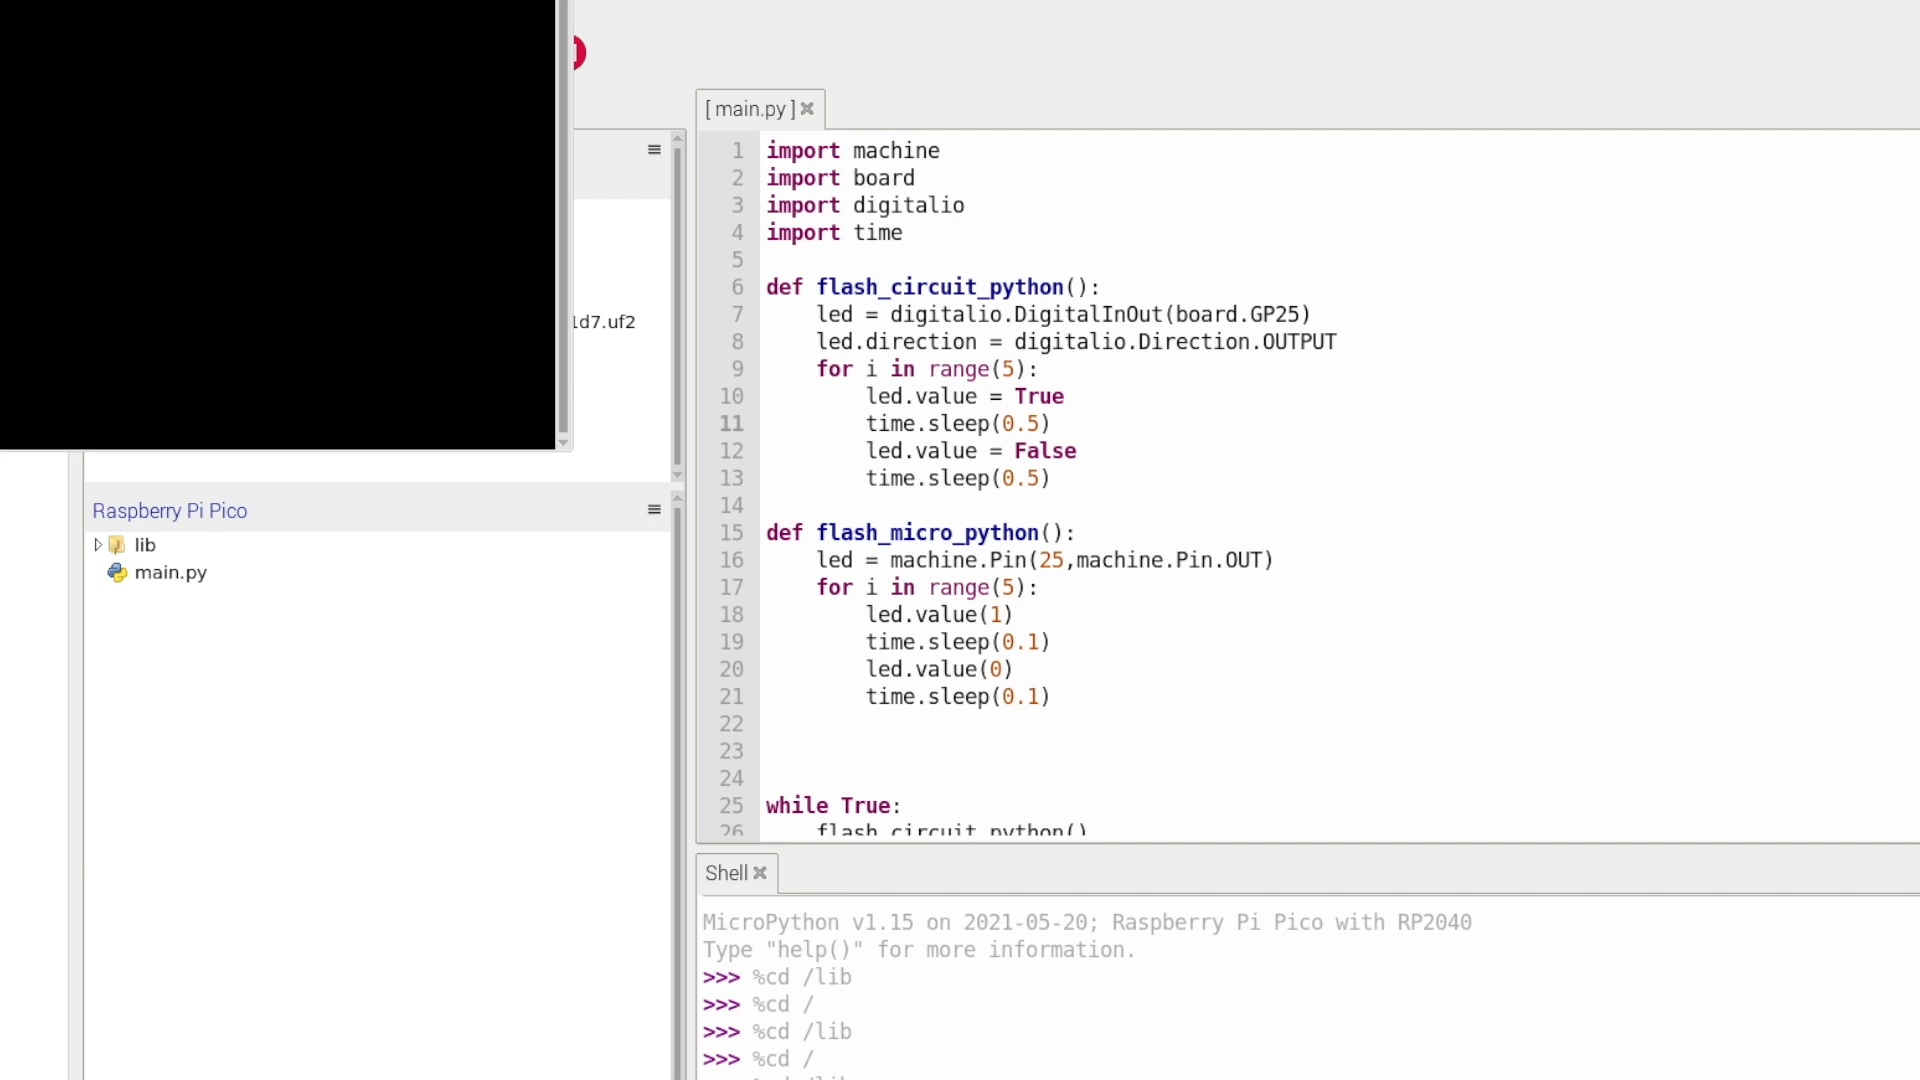 [ main.py ]
1 import machine
2 import board
3 import digitalio
4 import time
5
6 def flash_circuit_python():
7     led = digitalio.DigitalInOut(board.GP25)
8     led.direction = digitalio.Direction.OUTPUT
9     for i in range(5):
10         led.value = True
11         time.sleep(0.5)
12         led.value = False
13         time.sleep(0.5)
14
15 def flash_micro_python():
16     led = machine.Pin(25,machine.Pin.OUT)
17     for i in range(5):
18         led.value(1)
19         time.sleep(0.1)
20         led.value(0)
21         time.sleep(0.1)
22
23
24
25 while True:
26     flash_circuit_python()
1d7.uf2
Raspberry Pi Pico
lib
main.py
Shell
MicroPython v1.15 on 2021-05-20; Raspberry Pi Pico with RP2040
Type "help()" for more information.
>>> %cd /lib
>>> %cd /
>>> %cd /lib
>>> %cd /